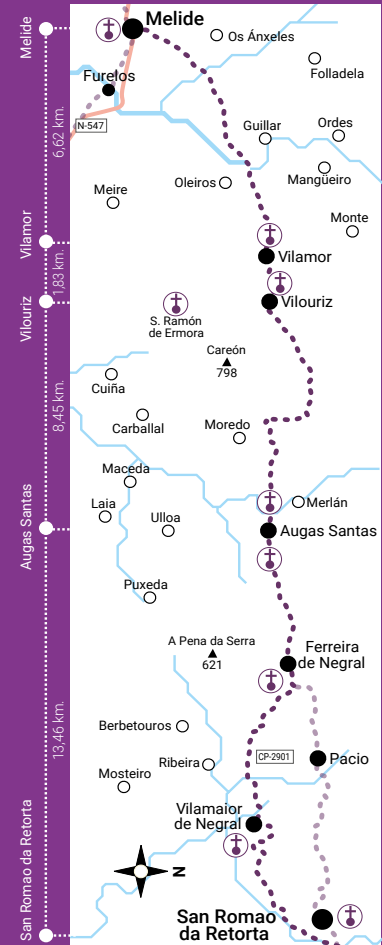 Melide
6,62 km.
Vilamor
1,83 km.
Vilouriz
8,45 km.
Augas Santas
13,46 km.
San Romao da Retorta
Melide
Os Ánxeles
Folladela
Furelos
N-547
Guillar
Ordes
Oleiros
Mangüeiro
Meire
Monte
Vilamor
Vilouriz
S. Ramón
de Ermora
Careón
798
Cuiña
Carballal
Moredo
Maceda
Laia
Ulloa
Merlán
Augas Santas
Puxeda
A Pena da Serra
621
Ferreira
de Negral
Berbetouros
CP-2901
Pacio
Ribeira
Mosteiro
Vilamaior
de Negral
N
San Romao
da Retorta